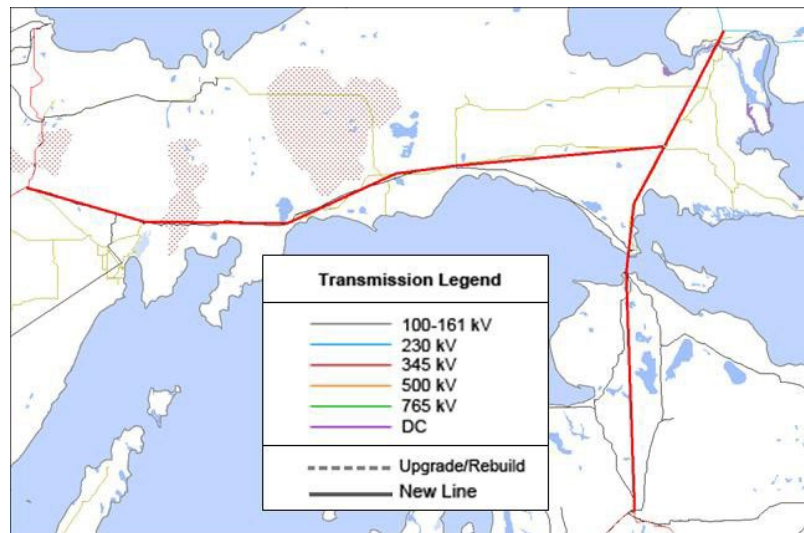 Transmission Legend
100-161 kV
230 kV
345 kV
500 kV
765 kV
DC
Upgrade/Rebuild
New Line